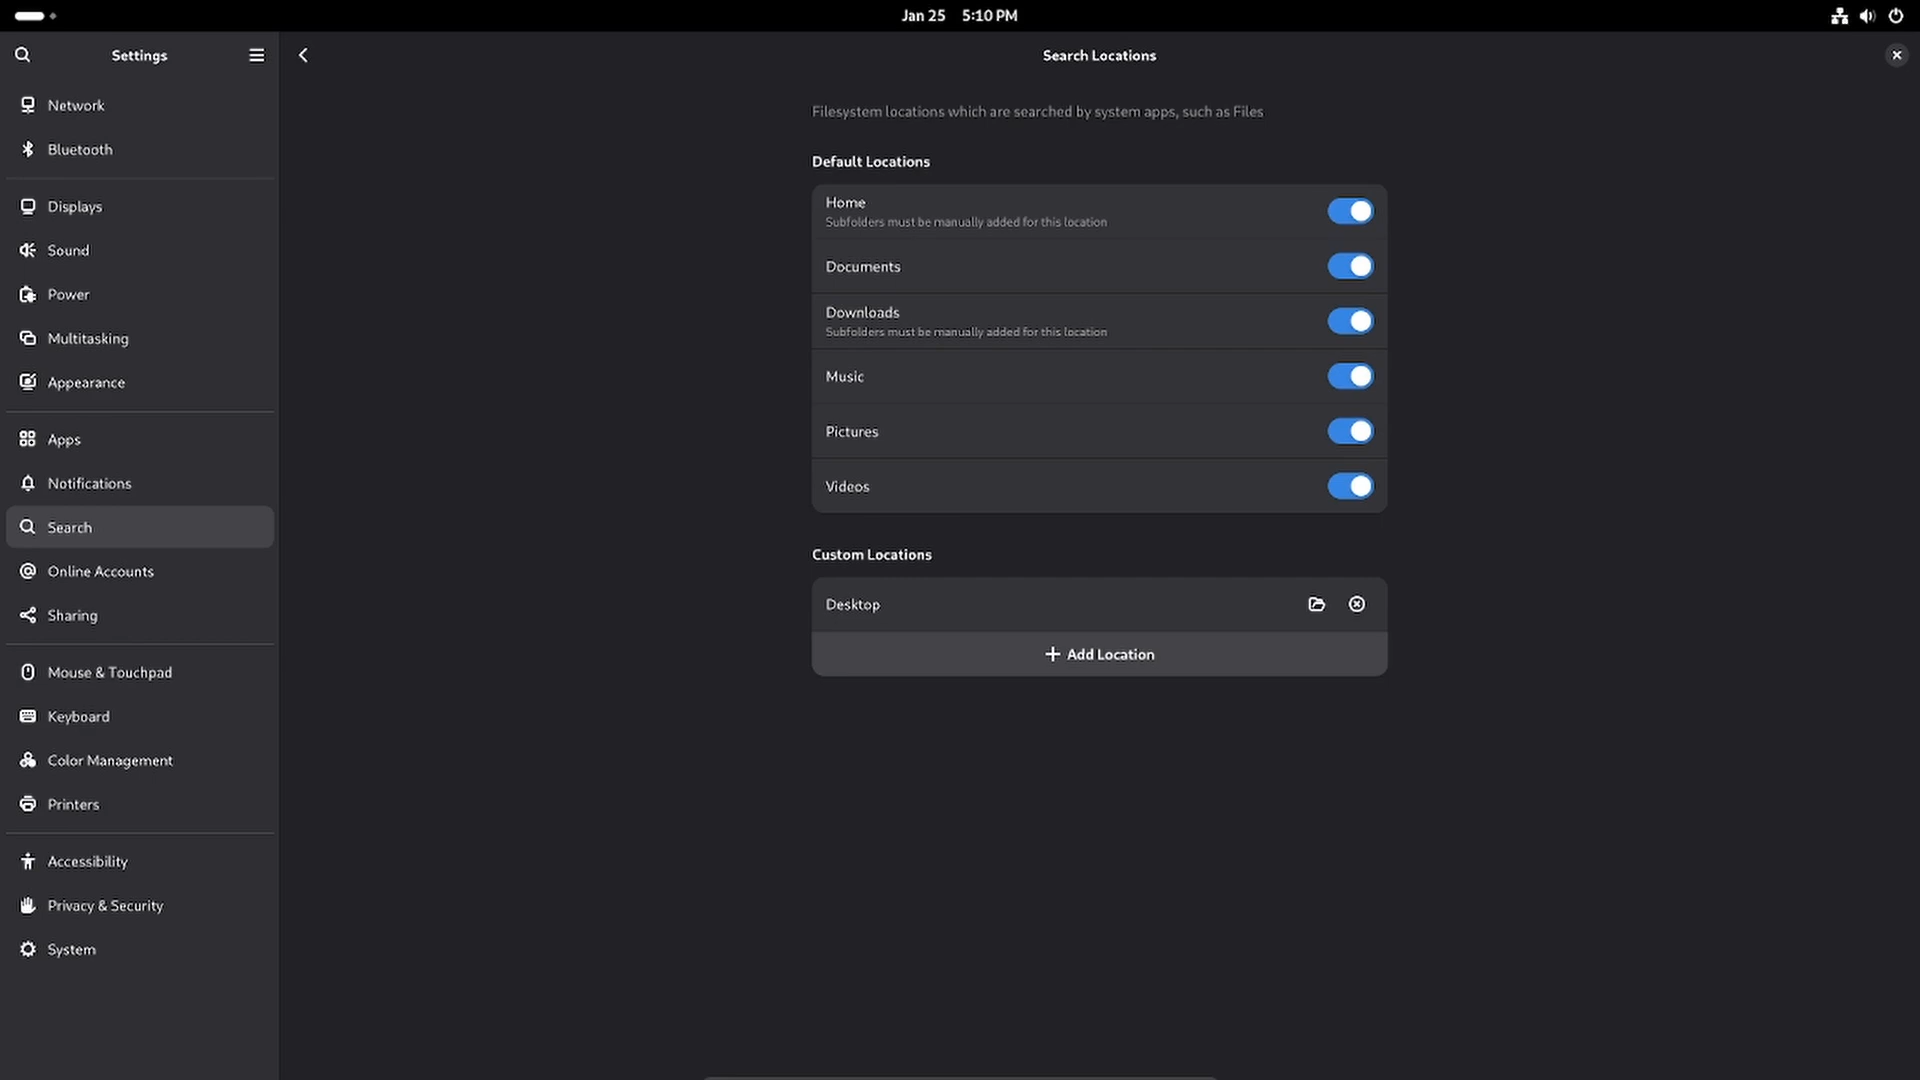 Jan 25 5:10 PM
Settings
Search Locations
Network
Bluetooth
Displays
Sound
Power
Multitasking
Appearance
Apps
Notifications
Search
Online Accounts
Sharing
Mouse & Touchpad
Keyboard
Color Management
Printers
Accessibility
Privacy & Security
System
Filesystem locations which are searched by system apps, such as Files
Default Locations
Home
Subfolders must be manually added for this location
Documents
Downloads
Subfolders must be manually added for this location
Music
Pictures
Videos
Custom Locations
Desktop
Add Location